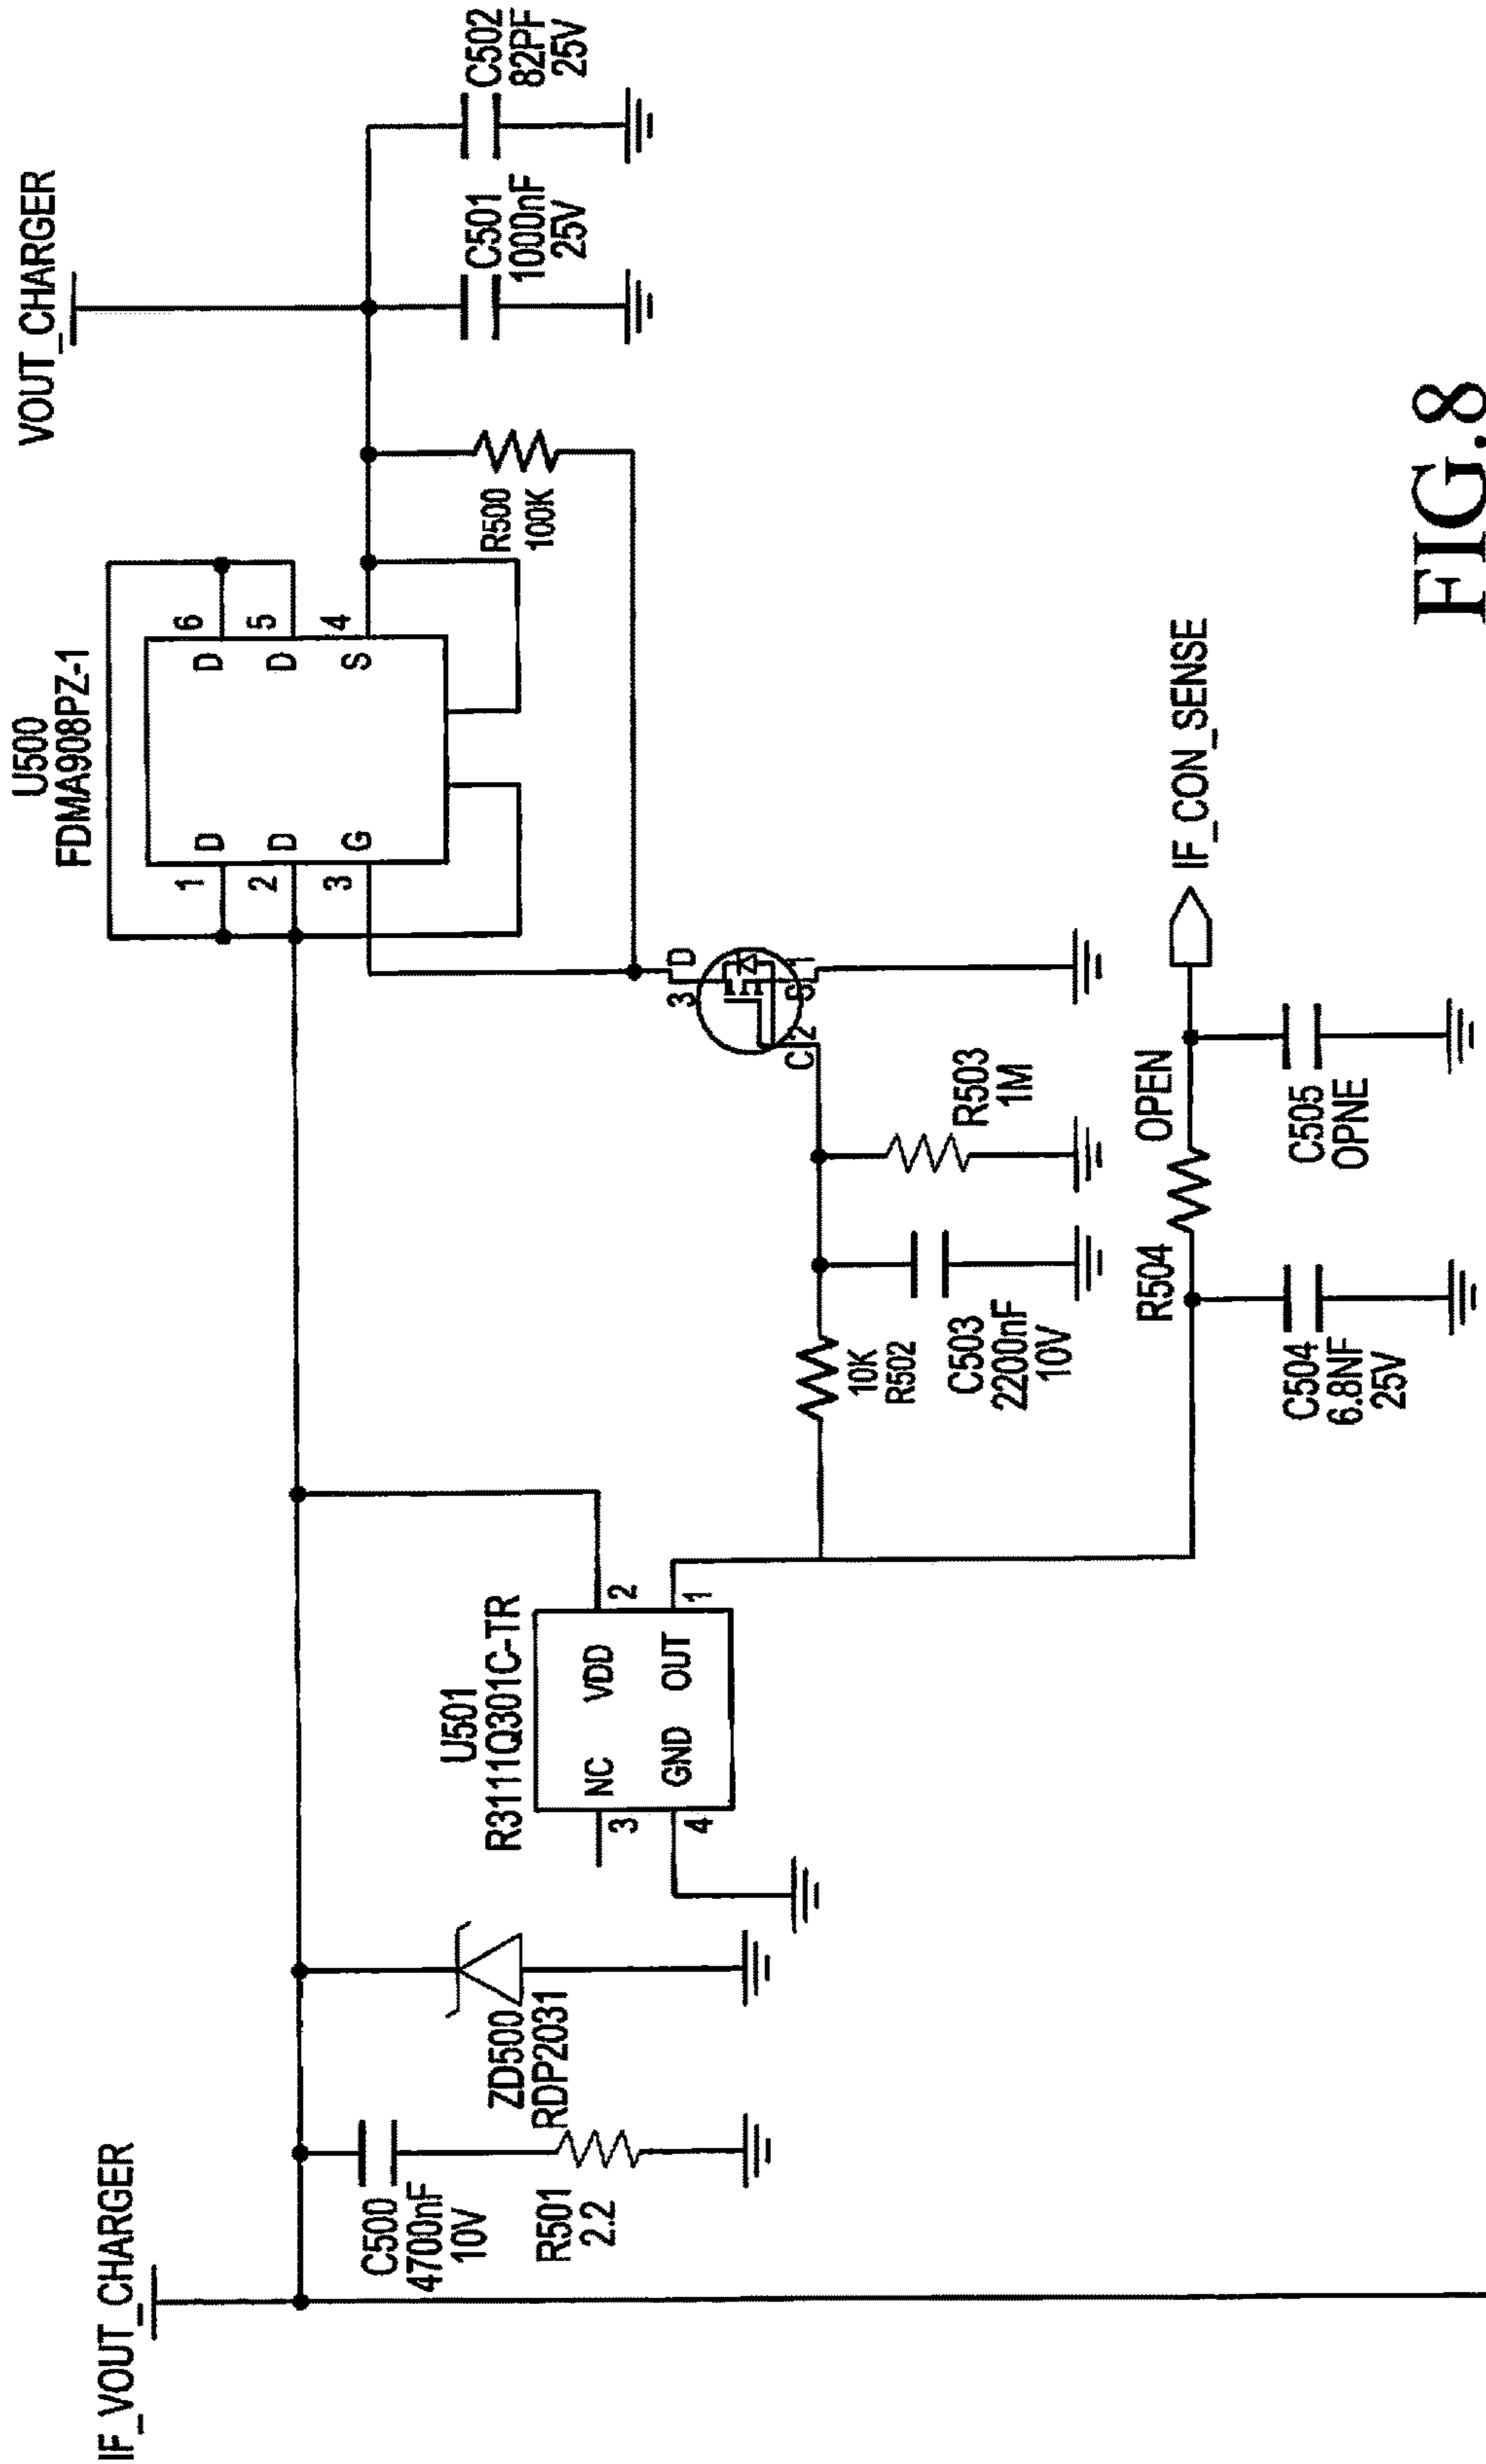 IF_VOUT_CHARGER
C500
4700nF
10V
R501
2.2
ZD500
RDP2031
U501
R3111Q301C-TR
NC
VDD
GND
OUT
3
4
2
1
10K
R502
C503
2200nF
10V
R503
1M
C504
6.8NF
25V
R504
OPEN
C505
OPNE
IF_CON_SENSE
3
D
C
2
S
1
U500
FDMA908PZ-1
1
2
3
D
D
G
D
D
S
6
5
4
R500
100K
VOUT_CHARGER
C501
1000nF
25V
C502
82PF
25V
FIG.8